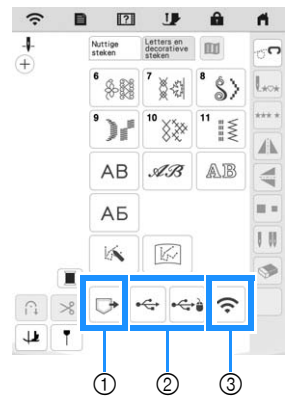 Nuttige
steken
Letters en
decoratieve
steken
6 7 8
9 10 11
AB AB AB
АБ
① ② ③